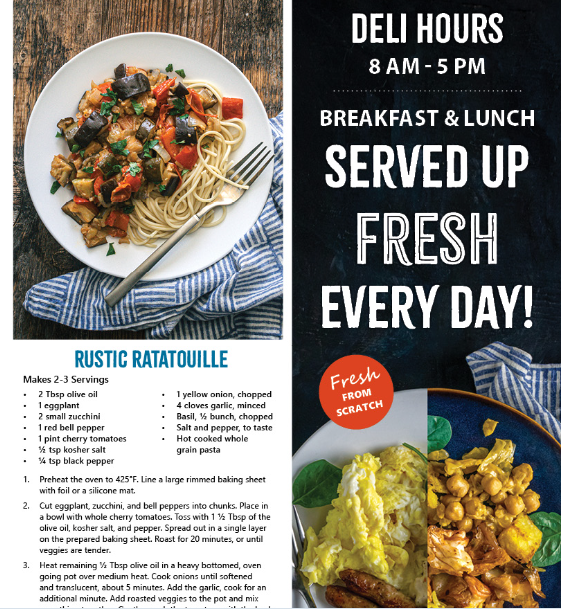 RUSTIC RATATOUILLE
Makes 2-3 Servings
• 2 Tbsp olive oil
• 1 eggplant
• 2 small zucchini
• 1 red bell pepper
• 1 pint cherry tomatoes
• ½ tsp kosher salt
• ¼ tsp black pepper
• 1 yellow onion, chopped
• 4 cloves garlic, minced
• Basil, ½ bunch, chopped
• Salt and pepper, to taste
• Hot cooked whole
grain pasta
1. Preheat the oven to 425°F. Line a large rimmed baking sheet
with foil or a silicone mat.
2. Cut eggplant, zucchini, and bell peppers into chunks. Place in
a bowl with whole cherry tomatoes. Toss with 1 ½ Tbsp of the
olive oil, kosher salt, and pepper. Spread out in a single layer
on the prepared baking sheet. Roast for 20 minutes, or until
veggies are tender.
3. Heat remaining ½ Tbsp olive oil in a heavy bottomed, oven
going pot over medium heat. Cook onions until softened
and translucent, about 5 minutes. Add the garlic, cook for an
additional minute. Add roasted veggies to the pot and mix
DELI HOURS
8 AM - 5 PM
BREAKFAST & LUNCH
SERVED UP
FRESH
EVERY DAY!
Fresh
FROM
SCRATCH